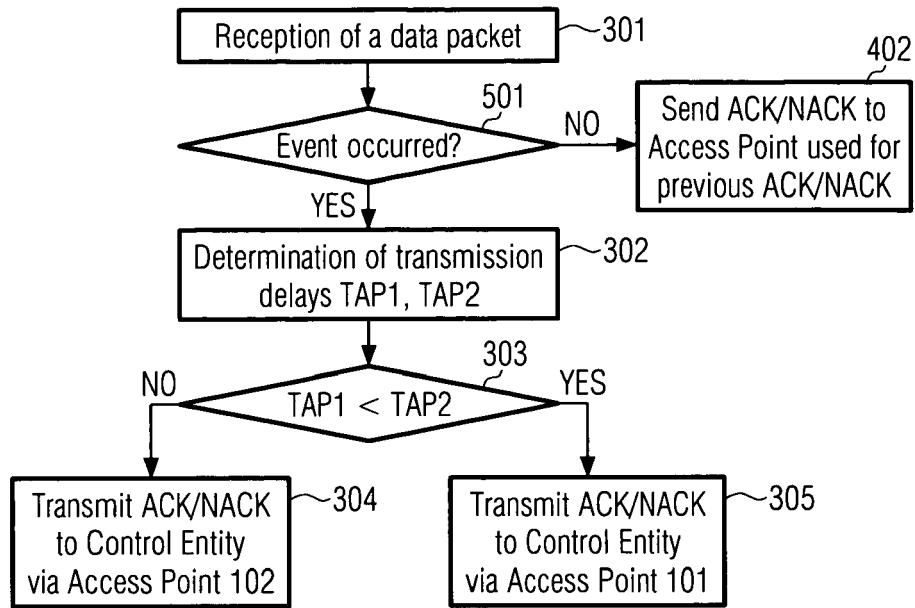 Reception of a data packet
301
402
501
Event occurred?
NO
Send ACK/NACK to
Access Point used for
previous ACK/NACK
YES
302
Determination of transmission
delays TAP1, TAP2
303
NO
YES
TAP1 < TAP2
Transmit ACK/NACK
to Control Entity
via Access Point 102
304
Transmit ACK/NACK
to Control Entity
via Access Point 101
305